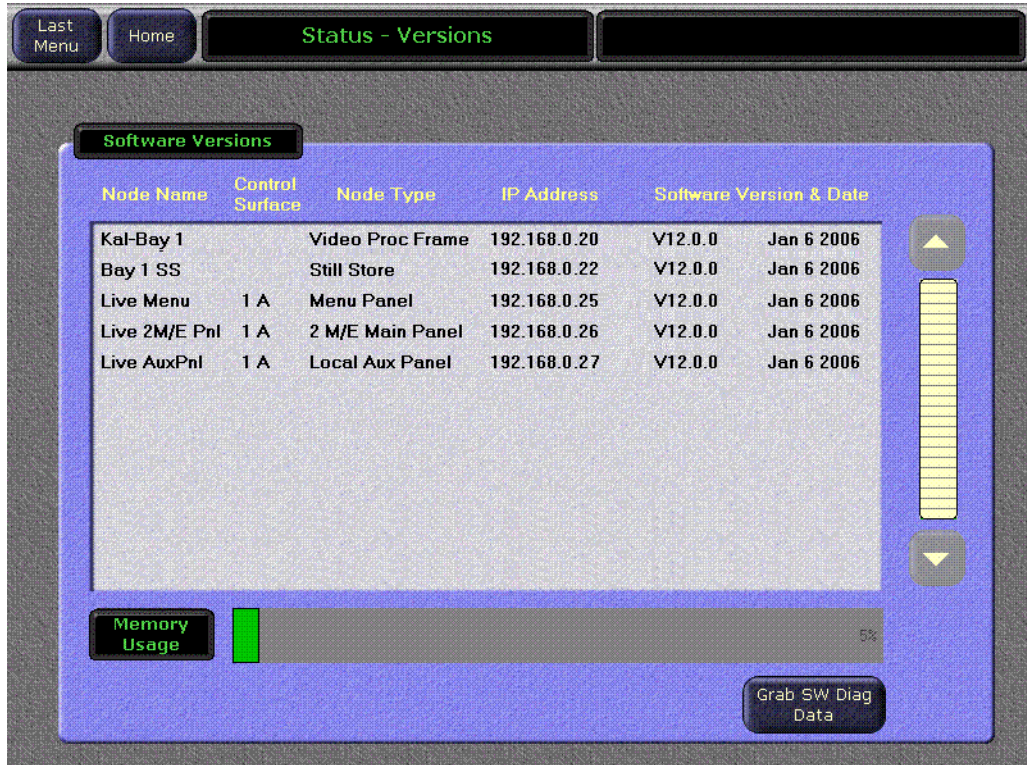 Last Menu Home Status - Versions
Software Versions
Node Name Control Surface Node Type IP Address Software Version & Date
Kal-Bay 1 Video Proc Frame 192.168.0.20 V12.0.0 Jan 6 2006
Bay 1 SS Still Store 192.168.0.22 V12.0.0 Jan 6 2006
Live Menu 1 A Menu Panel 192.168.0.25 V12.0.0 Jan 6 2006
Live 2M/E Pnl 1 A 2 M/E Main Panel 192.168.0.26 V12.0.0 Jan 6 2006
Live AuxPnl 1 A Local Aux Panel 192.168.0.27 V12.0.0 Jan 6 2006
Memory Usage 5%
Grab SW Diag Data